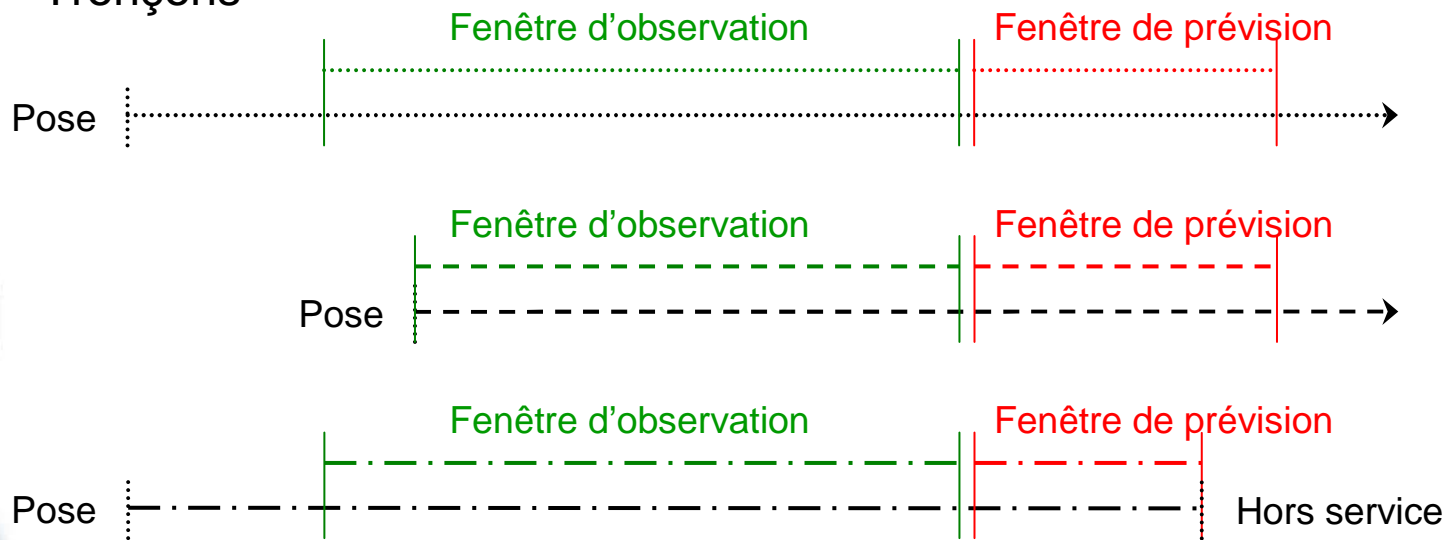 Tronçons
Fenêtre d’observation Fenêtre de prévision
Pose
Fenêtre d’observation Fenêtre de prévision
Pose
Fenêtre d’observation Fenêtre de prévision
Pose Hors service